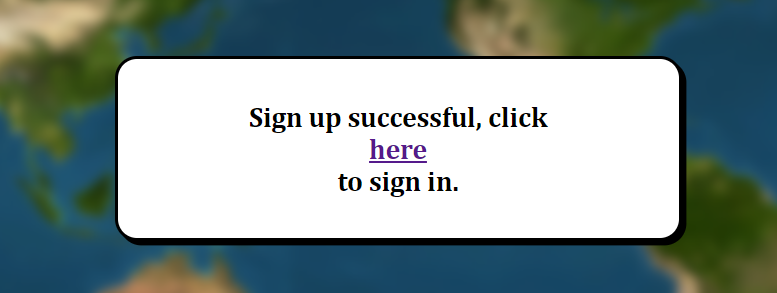 Sign up successful, click
here
to sign in.